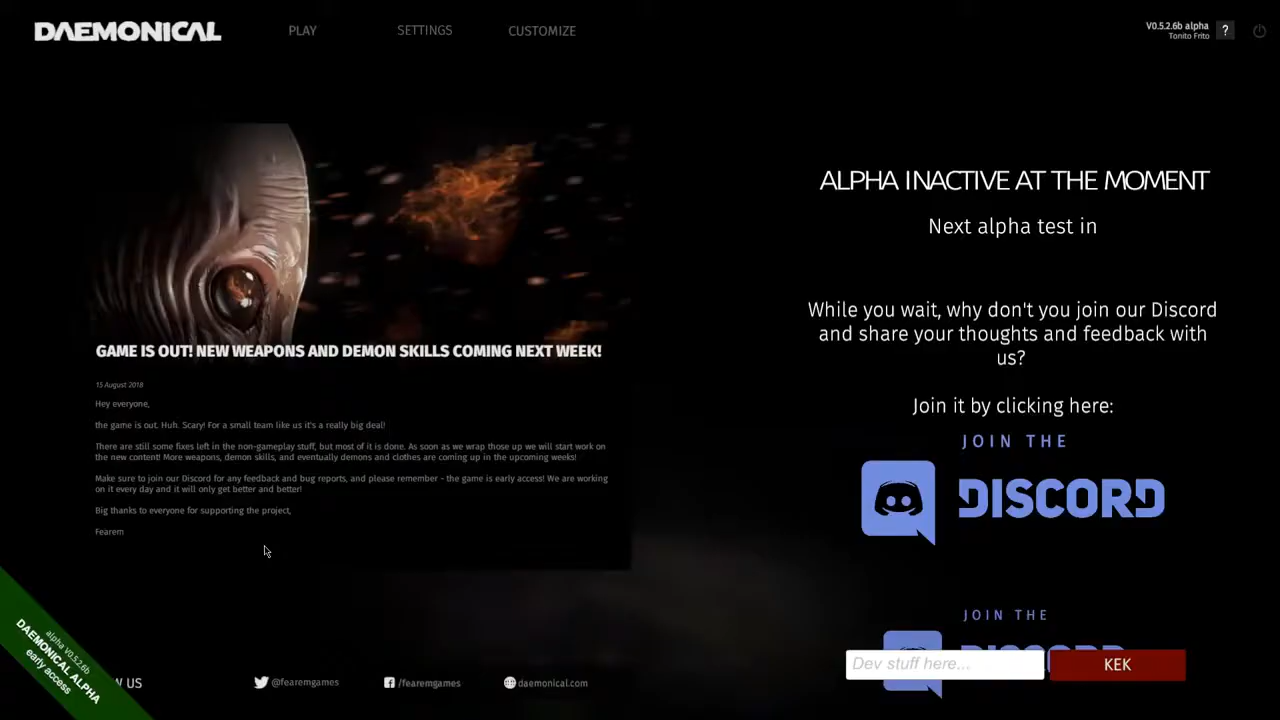 DAEMONICAL
PLAY
SETTINGS
CUSTOMIZE
V0.5.2.6b alpha
Tonito Frito
?
GAME IS OUT! NEW WEAPONS AND DEMON SKILLS COMING NEXT WEEK!
15 August 2018
Hey everyone,
the game is out. Huh. Scary! For a small team like us it's a really big deal!
There are still some fixes left in the non-gameplay stuff, but most of it is done. As soon as we wrap those up we will start work on
the new content! More weapons, demon skills, and eventually demons and clothes are coming up in the upcoming weeks!
Make sure to join our Discord for any feedback and bug reports, and please remember - the game is early access! We are working
on it every day and it will only get better and better!
Big thanks to everyone for supporting the project,
Fearem
ALPHA INACTIVE AT THE MOMENT
Next alpha test in
While you wait, why don't you join our Discord
and share your thoughts and feedback with
us?
Join it by clicking here:
JOIN THE
DISCORD
JOIN THE
Dev stuff here...
KEK
alpha V0.5.2.6b
DAEMONICAL ALPHA
early access
W US
@fearemgames
/fearemgames
daemonical.com